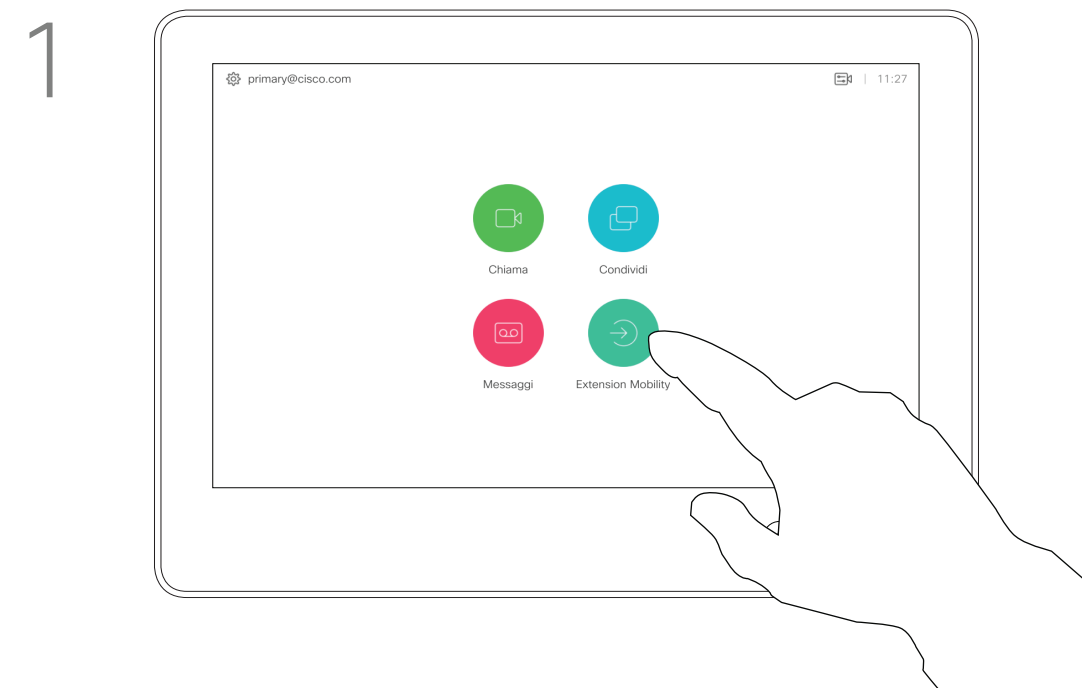 1
primary@cisco.com
11:27
Chiama
Condividi
Messaggi
Extension Mobility